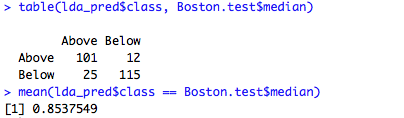 > table(lda_pred$class, Boston.test$median)
Above Below
Above 101 12
Below 25 115
> mean(lda_pred$class == Boston.test$median)
[1] 0.8537549